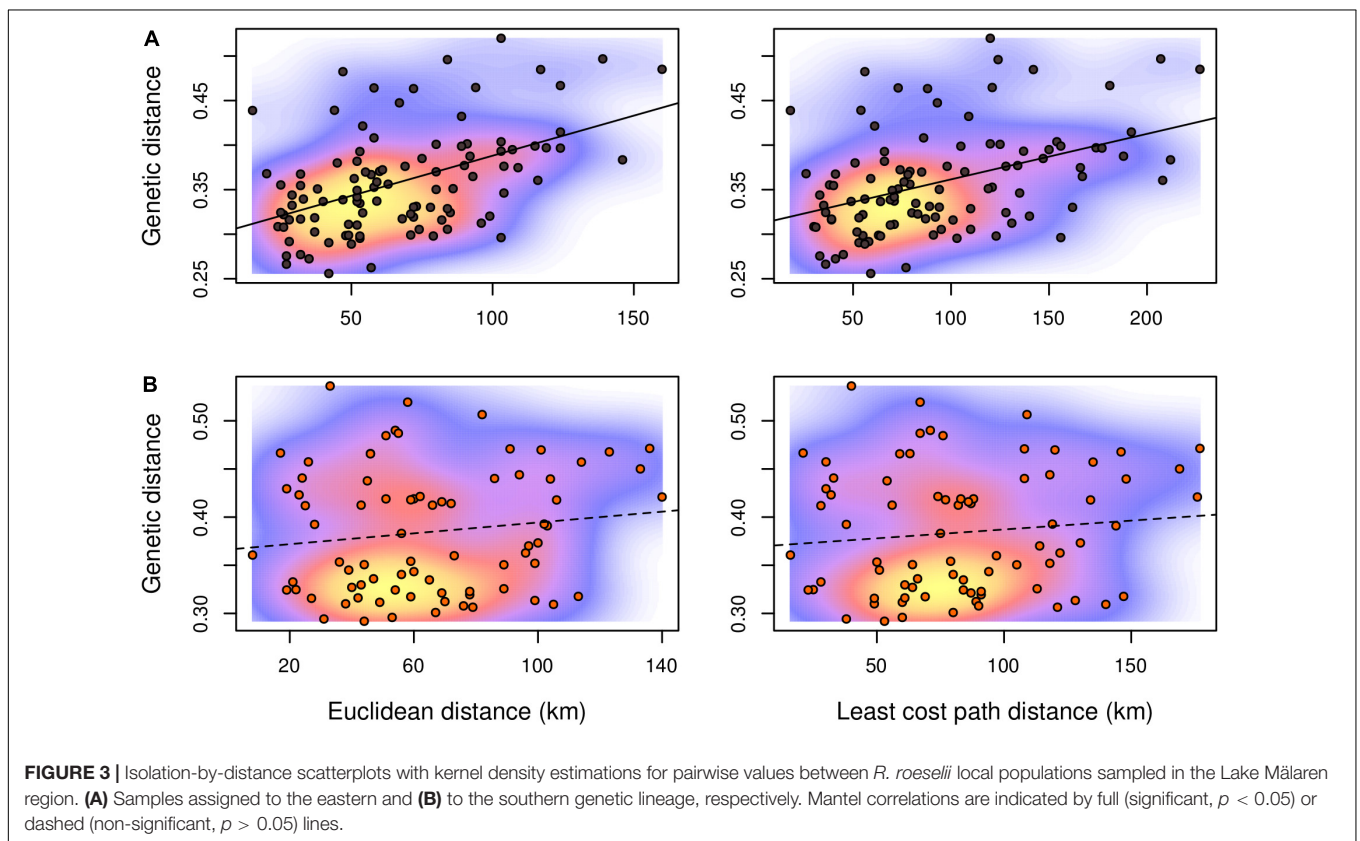 A
Genetic distance
0.25 0.35 0.45
50 100 150
0.25 0.35 0.45
50 100 150 200
B
Genetic distance
0.30 0.40 0.50
20 60 100 140
Euclidean distance (km)
0.30 0.40 0.50
50 100 150
Least cost path distance (km)
FIGURE 3 | Isolation-by-distance scatterplots with kernel density estimations for pairwise values between R. roeselii local populations sampled in the Lake Mälaren
region. (A) Samples assigned to the eastern and (B) to the southern genetic lineage, respectively. Mantel correlations are indicated by full (significant, p < 0.05) or
dashed (non-significant, p > 0.05) lines.